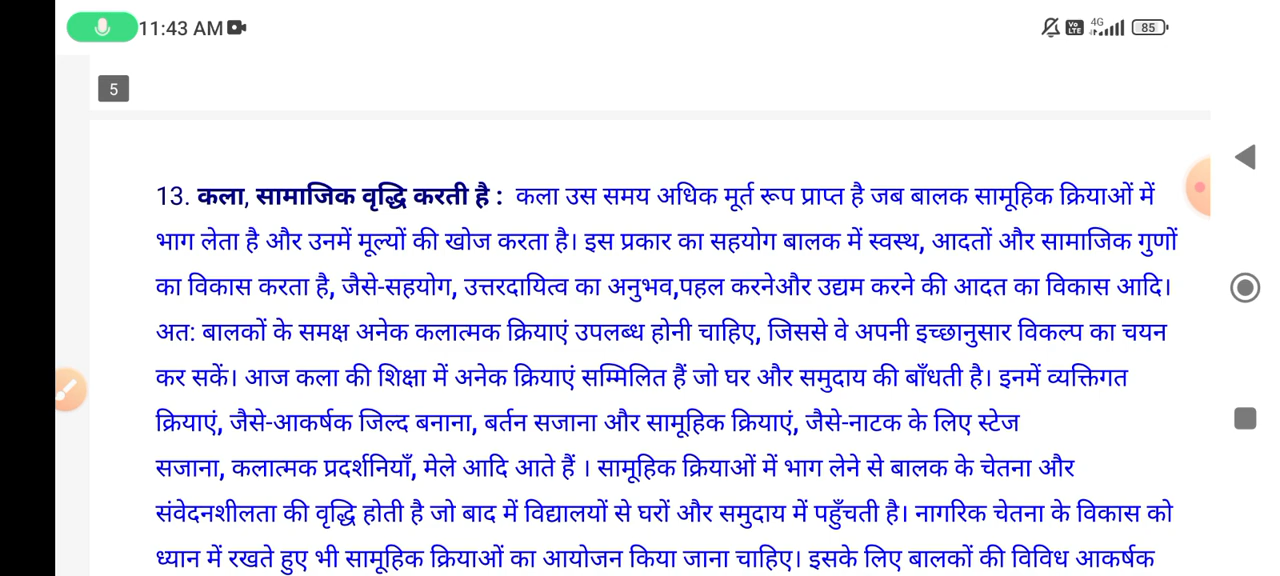 11:43 AM
Vo LTE 4G 85
5
13. कला, सामाजिक वृद्धि करती है : कला उस समय अधिक मूर्त रूप प्राप्त है जब बालक सामूहिक क्रियाओं में
भाग लेता है और उनमें मूल्यों की खोज करता है। इस प्रकार का सहयोग बालक में स्वस्थ, आदतों और सामाजिक गुणों
का विकास करता है, जैसे-सहयोग, उत्तरदायित्व का अनुभव,पहल करनेऔर उद्यम करने की आदत का विकास आदि।
अत: बालकों के समक्ष अनेक कलात्मक क्रियाएं उपलब्ध होनी चाहिए, जिससे वे अपनी इच्छानुसार विकल्प का चयन
कर सकें। आज कला की शिक्षा में अनेक क्रियाएं सम्मिलित हैं जो घर और समुदाय की बाँधती है। इनमें व्यक्तिगत
क्रियाएं, जैसे-आकर्षक जिल्द बनाना, बर्तन सजाना और सामूहिक क्रियाएं, जैसे-नाटक के लिए स्टेज
सजाना, कलात्मक प्रदर्शनियाँ, मेले आदि आते हैं । सामूहिक क्रियाओं में भाग लेने से बालक के चेतना और
संवेदनशीलता की वृद्धि होती है जो बाद में विद्यालयों से घरों और समुदाय में पहुँचती है। नागरिक चेतना के विकास को
ध्यान में रखते हुए भी सामूहिक क्रियाओं का आयोजन किया जाना चाहिए। इसके लिए बालकों की विविध आकर्षक